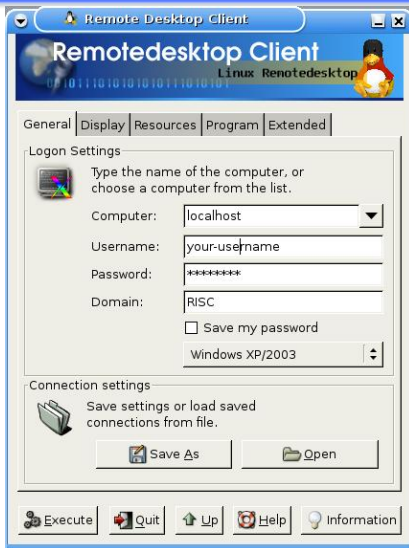 Remote Desktop Client
Remotedesktop Client
Linux Remotedesktop
General Display Resources Program Extended
Logon Settings
Type the name of the computer, or
choose a computer from the list.
Computer: localhost
Username: your-username
Password: ********
Domain: RISC
Save my password
Windows XP/2003
Connection settings
Save settings or load saved
connections from file.
Save As Open
Execute Quit Up Help Information